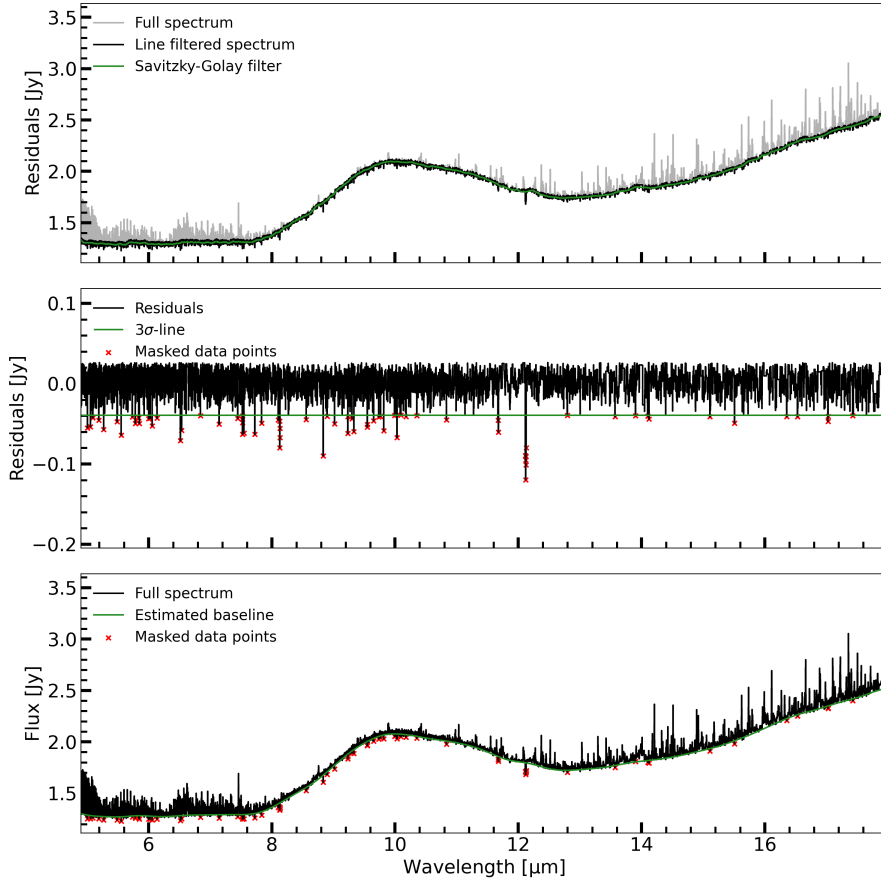 3.5
3.0
2.5
2.0
1.5
Residuals [Jy]
Full spectrum
Line filtered spectrum
Savitzky-Golay filter
0.1
0.0
−0.1
−0.2
Residuals [Jy]
Residuals
3σ-line
Masked data points
3.5
3.0
2.5
2.0
1.5
Flux [Jy]
Full spectrum
Estimated baseline
Masked data points
6 8 10 12 14 16
Wavelength [μm]